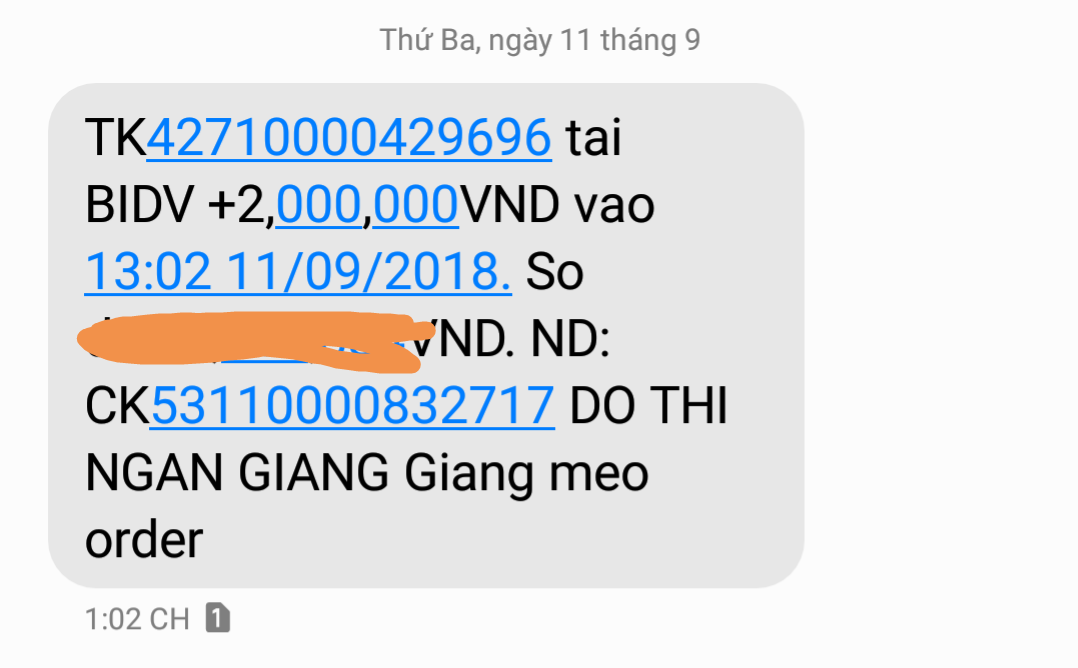 Thứ Ba, ngày 11 tháng 9
TK42710000429696 tai
BIDV +2,000,000VND vao
13:02 11/09/2018. So
VND. ND:
CK53110000832717 DO THI
NGAN GIANG Giang meo
order
1:02 CH 1